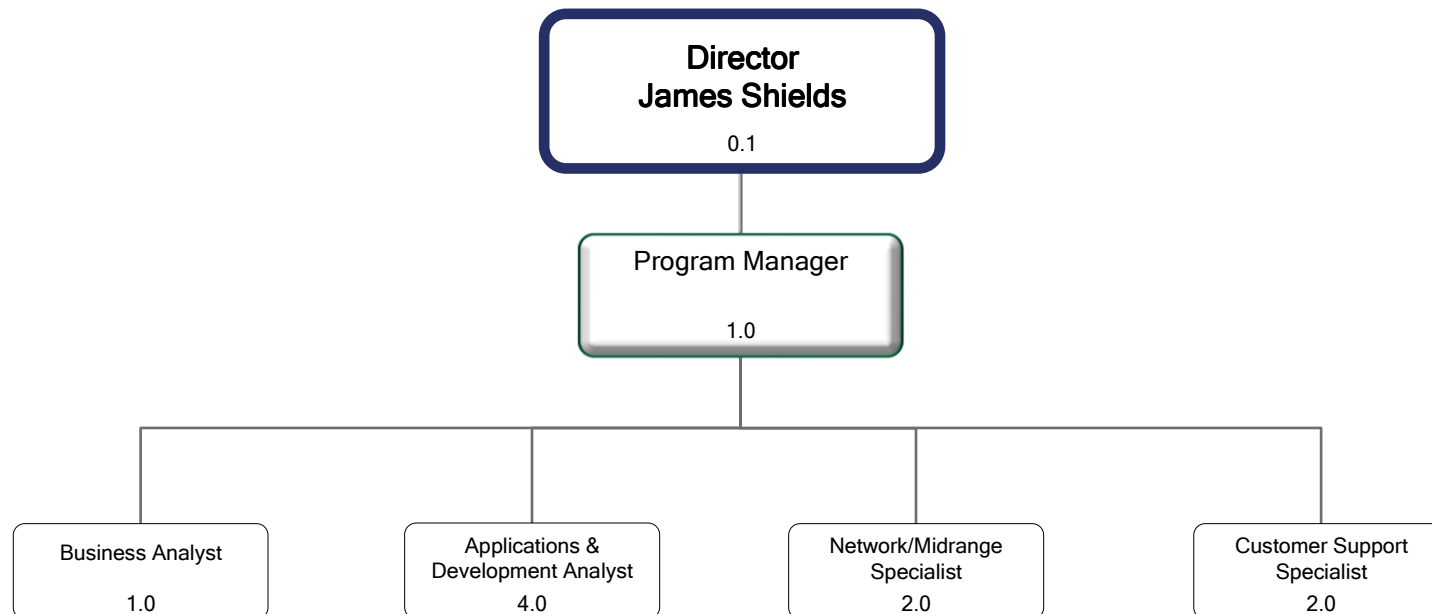 Director
James Shields
0.1
Program Manager
1.0
Business Analyst
1.0
Applications &
Development Analyst
4.0
Network/Midrange
Specialist
2.0
Customer Support
Specialist
2.0